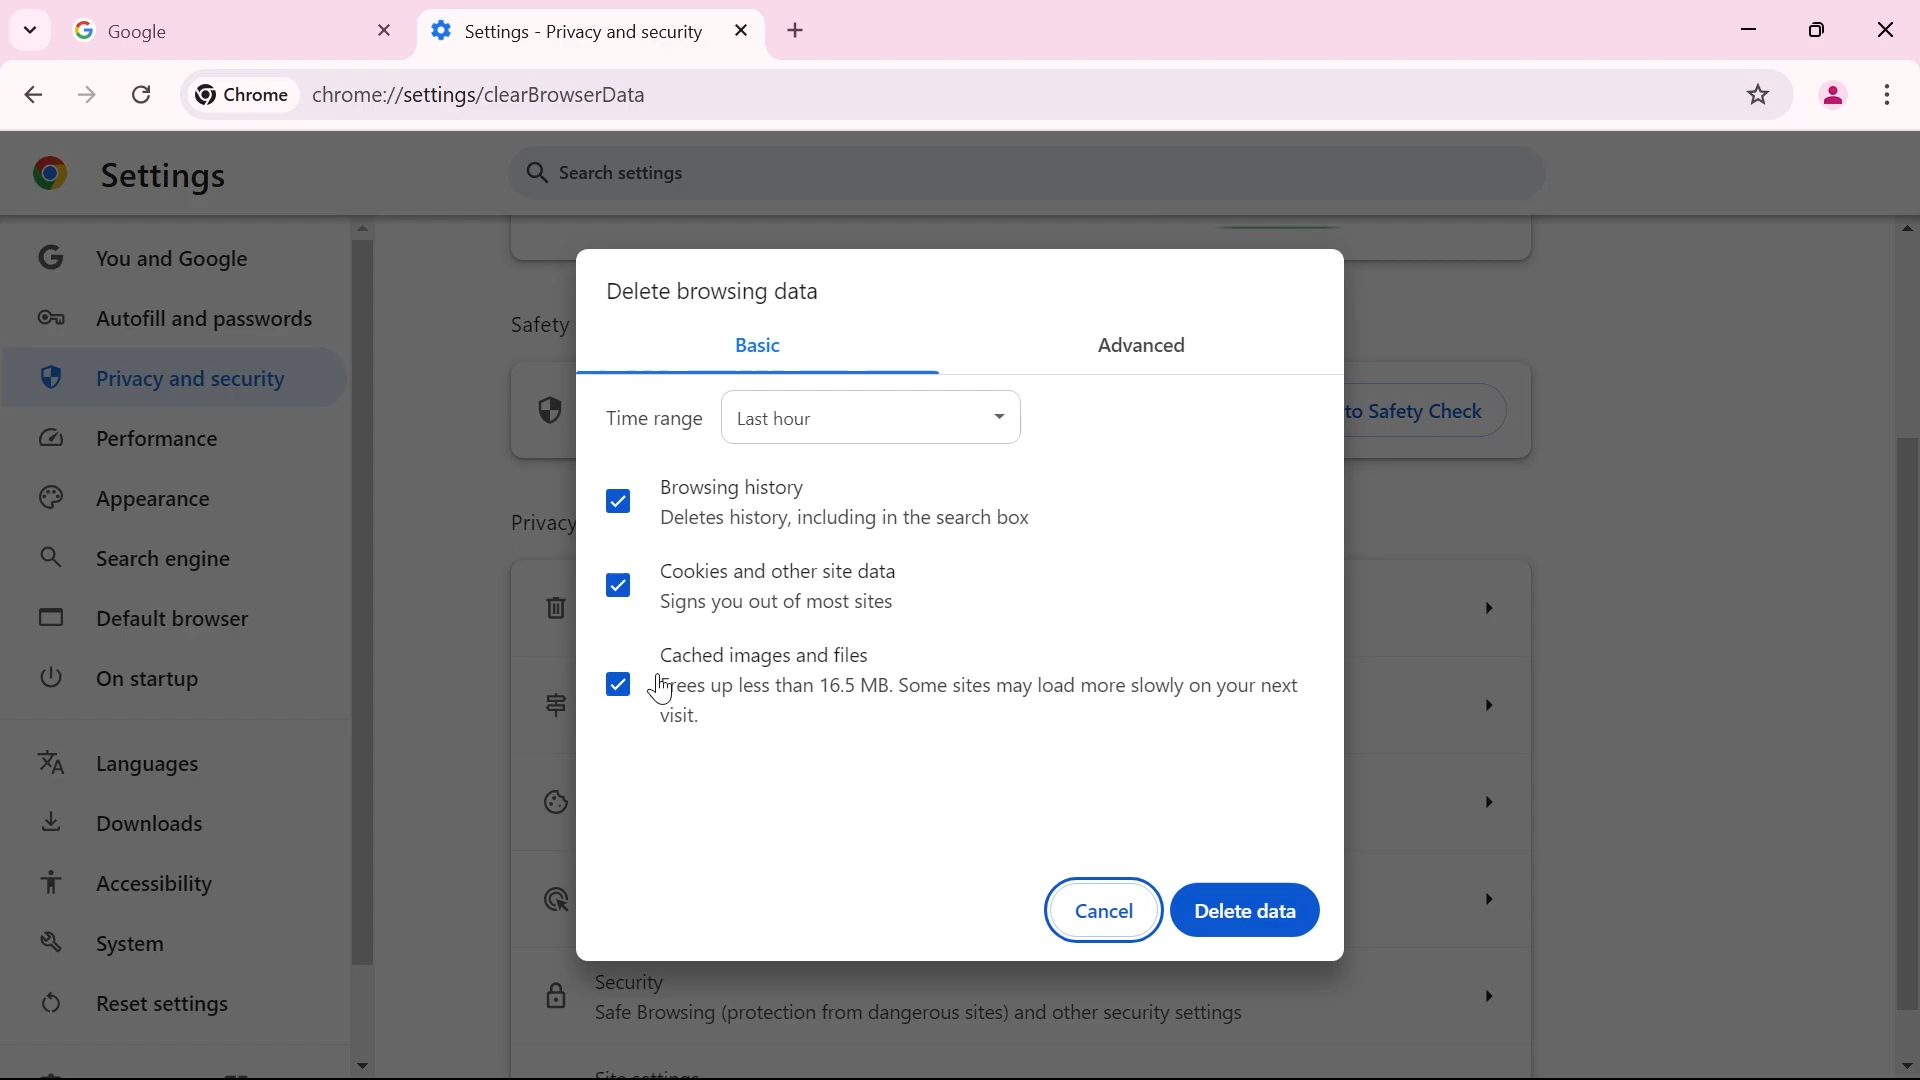 Google
Settings - Privacy and security
Chrome
chrome://settings/clearBrowserData
Settings
Search settings
You and Google
Autofill and passwords
Privacy and security
Performance
Appearance
Search engine
Default browser
On startup
Languages
Downloads
Accessibility
System
Reset settings
Safety
to Safety Check
Privacy
Delete browsing data
Basic
Advanced
Time range
Last hour
Browsing history
Deletes history, including in the search box
Cookies and other site data
Signs you out of most sites
Cached images and files
Frees up less than 16.5 MB. Some sites may load more slowly on your next
visit.
Cancel
Delete data
Security
Safe Browsing (protection from dangerous sites) and other security settings
Site settings